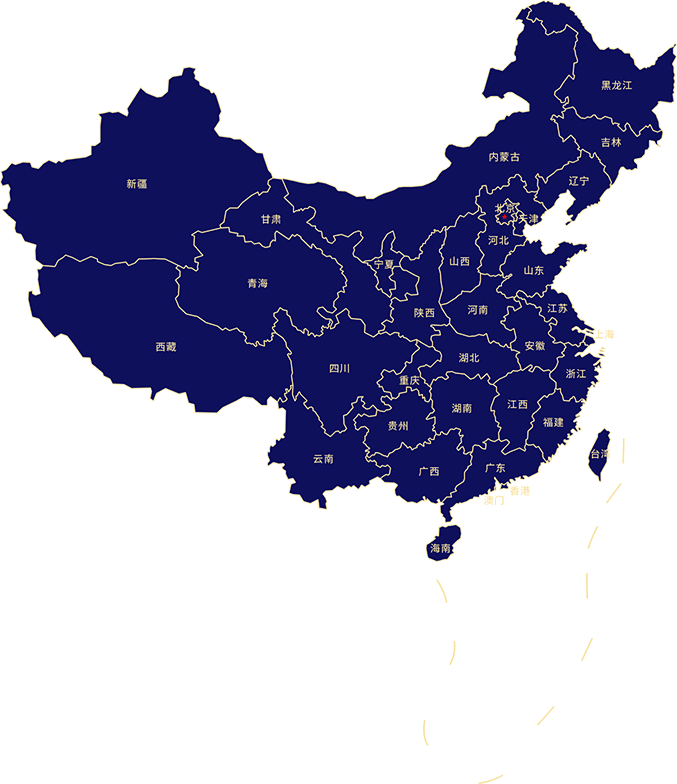 黑龙江
吉林
内蒙古
辽宁
新疆
北京
天津
甘肃
河北
山西
宁夏
山东
青海
陕西
河南
江苏
上海
西藏
安徽
湖北
四川
浙江
重庆
江西
湖南
福建
贵州
台湾
云南
广西
广东
香港
澳门
海南